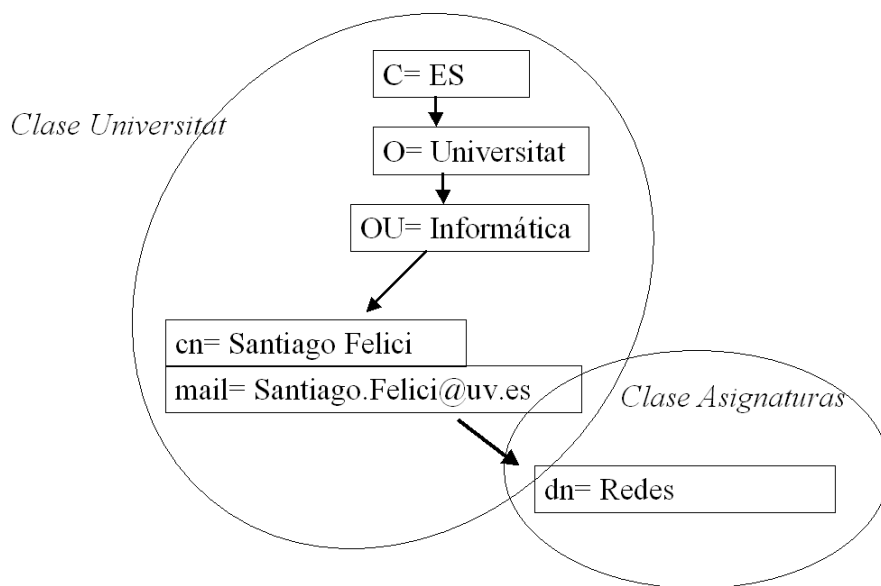 C= ES
Clase Universitat
O= Universitat
OU= Informática
cn= Santiago Felici
mail= Santiago.Felici@uv.es
Clase Asignaturas
dn= Redes